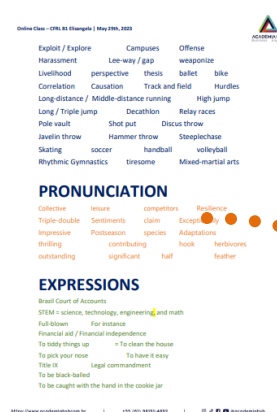 Online Class – CFRL B1 Elisangela | May 29th, 2023
ACADEMIA
Exploit / Explore Campuses Offense
Harassment Lee-way / gap weaponize
Livelihood perspective thesis ballet bike
Correlation Causation Track and field Hurdles
Long-distance / Middle-distance running High jump
Long / Triple jump Decathlon Relay races
Pole vault Shot put Discus throw
Javelin throw Hammer throw Steeplechase
Skating soccer handball volleyball
Rhythmic Gymnastics tiresome Mixed-martial arts
PRONUNCIATION
Collective leisure competitors Resilience
Triple-double Sentiments claim
Impressive Postseason species Adaptations
thrilling contributing hook herbivores
outstanding significant half feather
EXPRESSIONS
Brazil Court of Accounts
STEM = science, technology, engineering, and math
Full-blown For instance
Financial aid / Financial independence
To tiddy things up = To clean the house
To pick your nose To have it easy
Title IX Legal commandment
To be black-balled
To be caught with the hand in the cookie jar